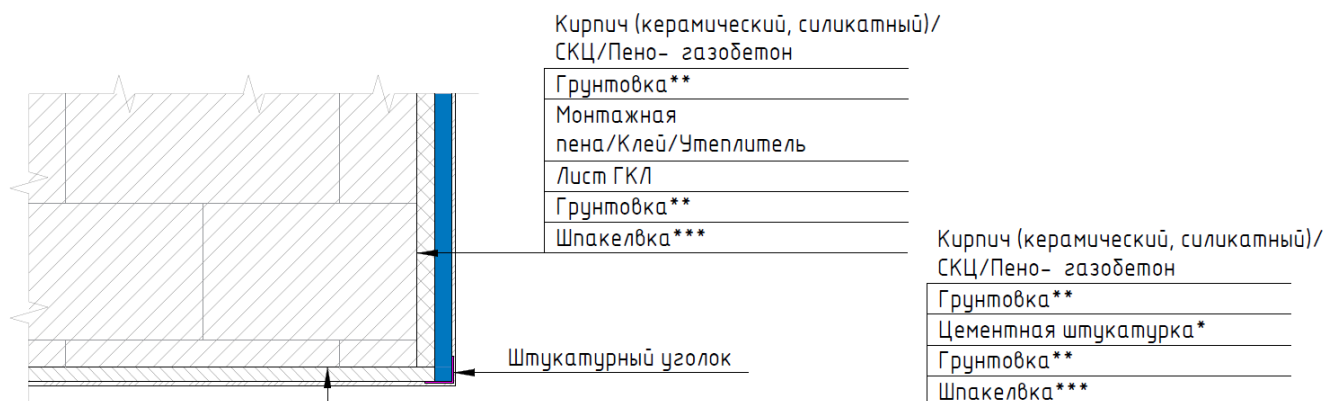 Кирпич (керамический, силикатный)/
СКЦ/Пено- газобетон
Грунтовка**
Монтажная
пена/Клей/Утеплитель
Лист ГКЛ
Грунтовка**
Шпакелвка***
Штукатурный уголок
Кирпич (керамический, силикатный)/
СКЦ/Пено- газобетон
Грунтовка**
Цементная штукатурка*
Грунтовка**
Шпакелвка***